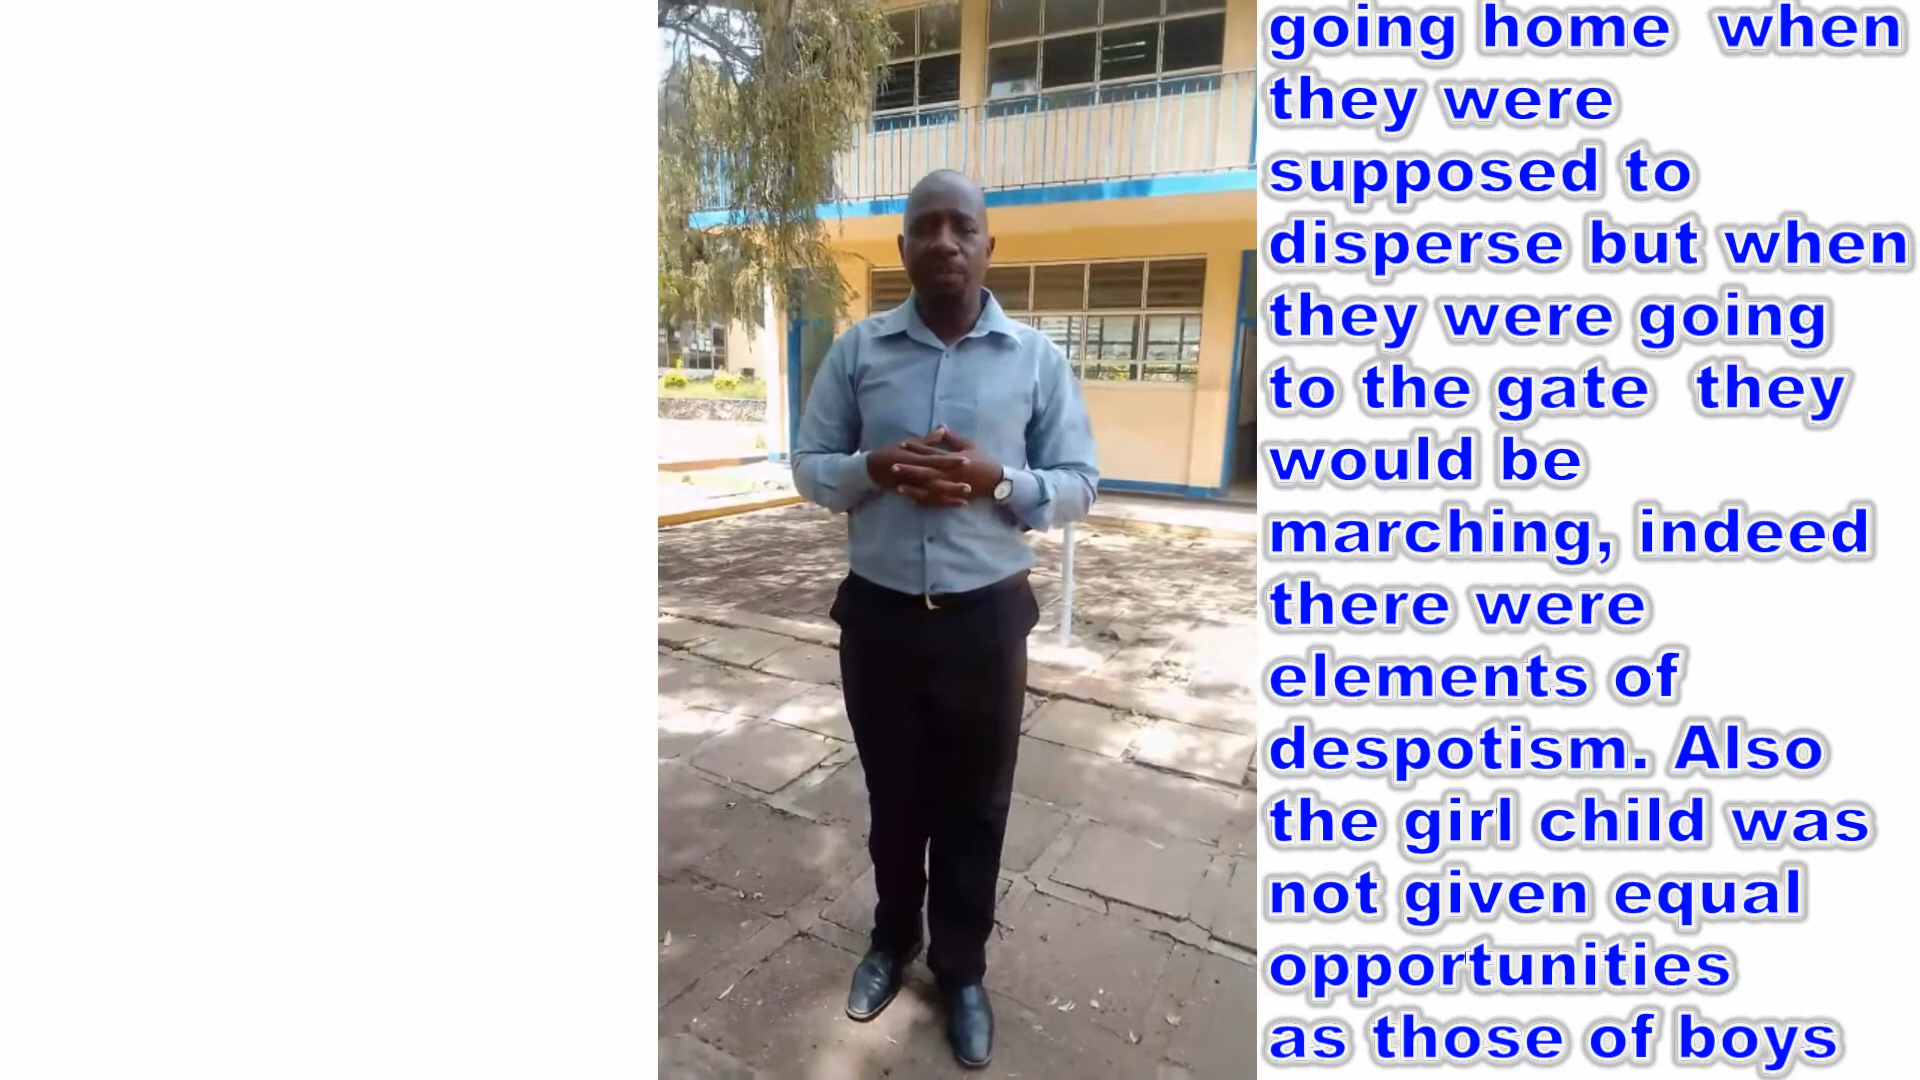 going home  when
they were
supposed to
disperse but when
they were going
to the gate  they
would be
marching, indeed
there were
elements of
despotism. Also
the girl child was
not given equal
opportunities
as those of boys